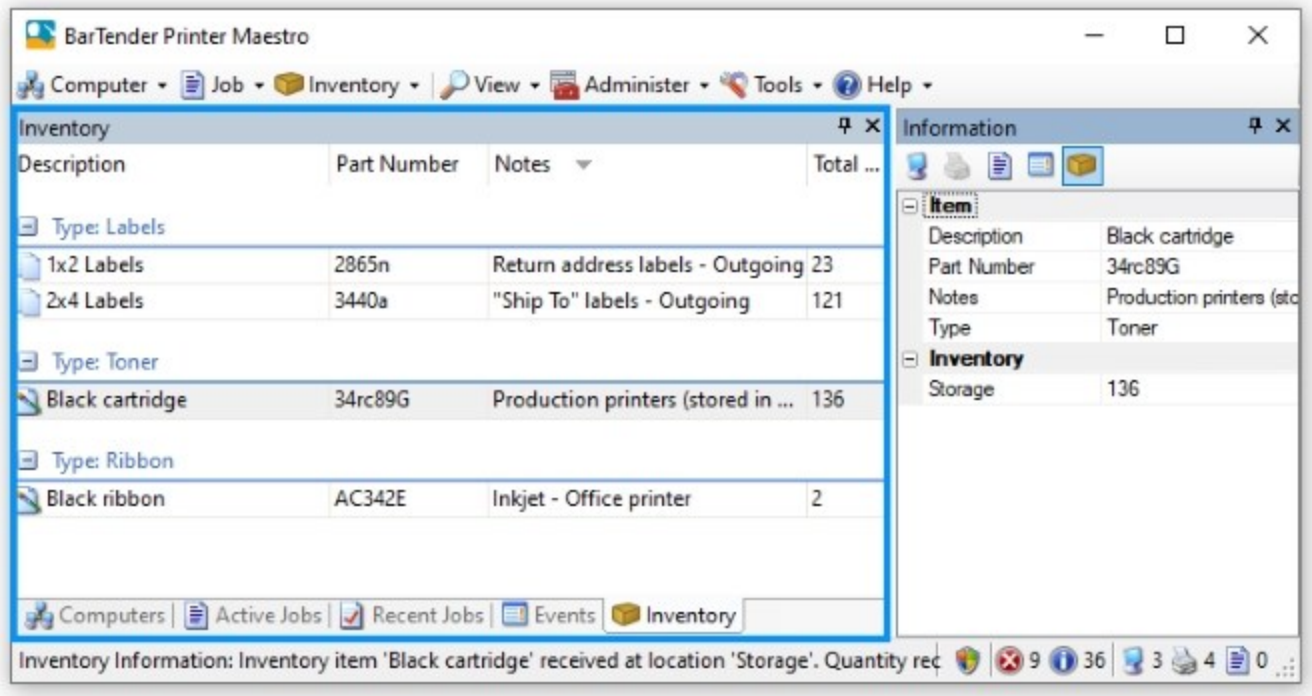 BarTender Printer Maestro
Computer Job Inventory View Administer Tools Help
Inventory
Description Part Number Notes Total ...
Type: Labels
1x2 Labels 2865n Return address labels - Outgoing 23
2x4 Labels 3440a "Ship To" labels - Outgoing 121
Type: Toner
Black cartridge 34rc89G Production printers (stored in ... 136
Type: Ribbon
Black ribbon AC342E Inkjet - Office printer 2
Computers Active Jobs Recent Jobs Events Inventory
Information
Item
Description Black cartridge
Part Number 34rc89G
Notes Production printers (sto
Type Toner
Inventory
Storage 136
Inventory Information: Inventory item 'Black cartridge' received at location 'Storage'. Quantity rec 9 36 3 4 0